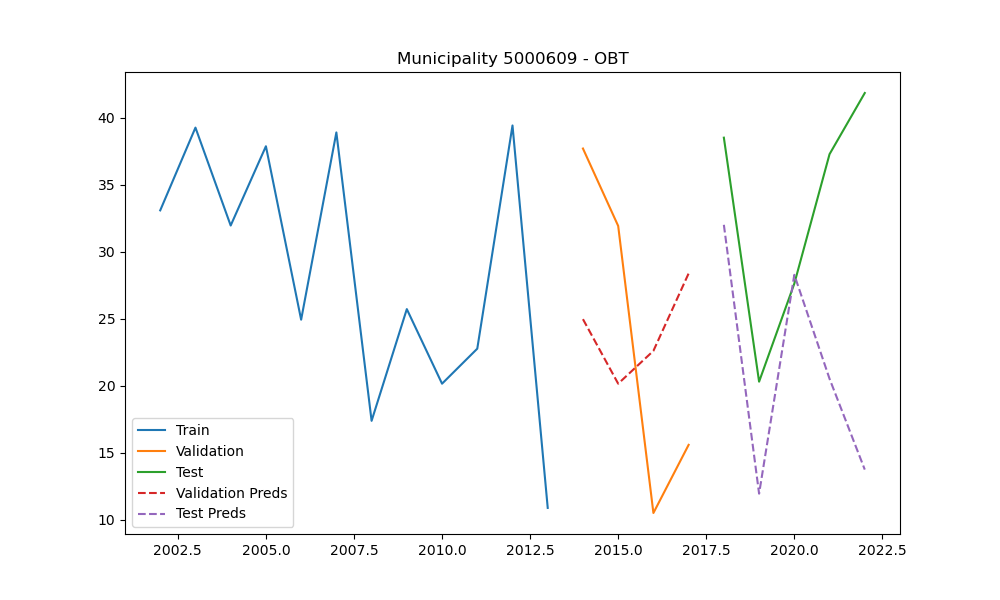 Municipality 5000609 - OBT
40
35
30
25
20
15
10
Train
Validation
Test
Validation Preds
Test Preds
2002.5 2005.0 2007.5 2010.0 2012.5 2015.0 2017.5 2020.0 2022.5